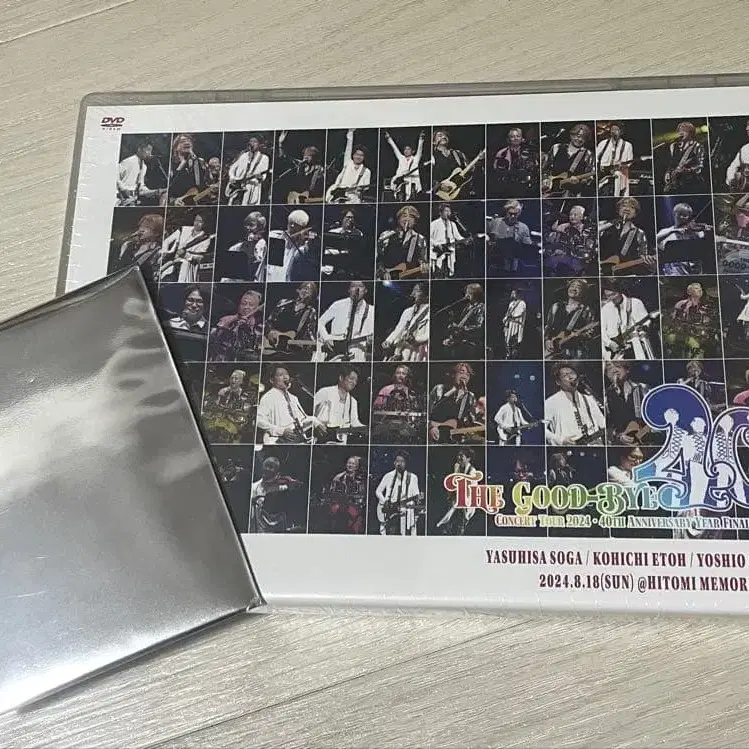 DVD
VIDEO
40
THE GOOD-BYE
CONCERT TOUR 2024 • 40TH ANNIVERSARY YEAR FINAL
YASUHISA SOGA / KOHICHI ETOH / YOSHIO
2024.8.18(SUN) @HITOMI MEMOR